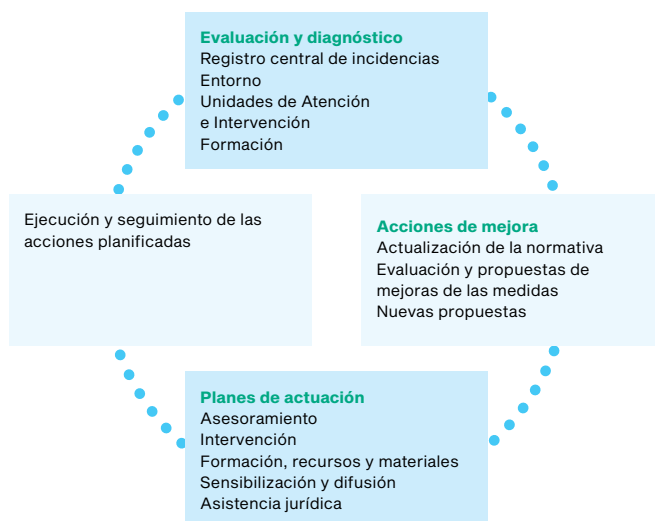 Evaluación y diagnóstico
Registro central de incidencias
Entorno
Unidades de Atención
e Intervención
Formación
Ejecución y seguimiento de las
acciones planificadas
Acciones de mejora
Actualización de la normativa
Evaluación y propuestas de
mejoras de las medidas
Nuevas propuestas
Planes de actuación
Asesoramiento
Intervención
Formación, recursos y materiales
Sensibilización y difusión
Asistencia jurídica